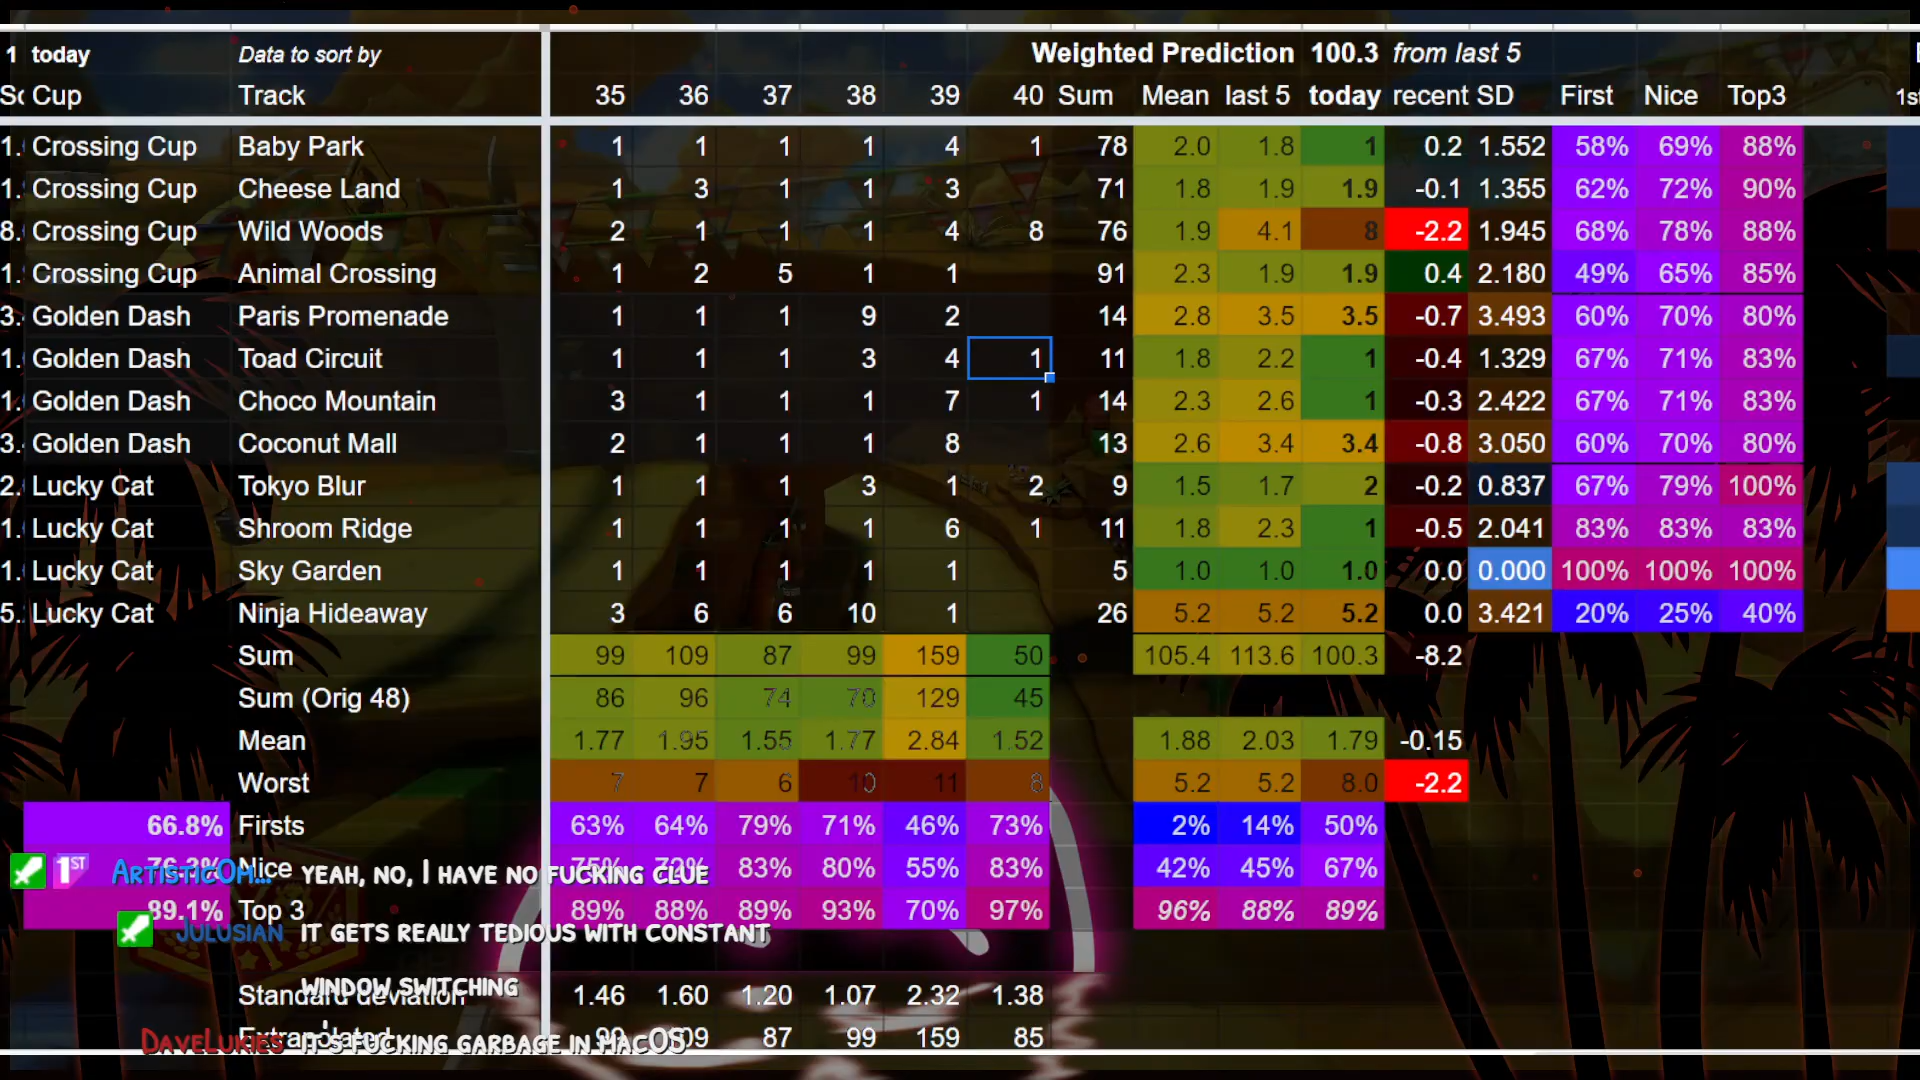 Weighted Prediction 100.3 from last 5
1 today Data to sort by
Cup Track 35 36 37 38 39 40 Sum Mean last 5 today recent SD First Nice Top3
1. Crossing Cup Baby Park 1 1 1 1 4 1 78 2.0 1.8 1 0.2 1.552 58% 69% 88%
1. Crossing Cup Cheese Land 1 3 1 1 3 71 1.8 1.9 1.9 -0.1 1.355 62% 72% 90%
8. Crossing Cup Wild Woods 2 1 1 1 4 8 76 1.9 4.1 8 -2.2 1.945 68% 78% 88%
1. Crossing Cup Animal Crossing 1 2 5 1 1 91 2.3 1.9 1.9 0.4 2.180 49% 65% 85%
3. Golden Dash Paris Promenade 1 1 1 9 2 14 2.8 3.5 3.5 -0.7 3.493 60% 70% 80%
1. Golden Dash Toad Circuit 1 1 1 3 4 1 11 1.8 2.2 1 -0.4 1.329 67% 71% 83%
1. Golden Dash Choco Mountain 3 1 1 1 7 1 14 2.3 2.6 1 -0.3 2.422 67% 71% 83%
3. Golden Dash Coconut Mall 2 1 1 1 8 13 2.6 3.4 3.4 -0.8 3.050 60% 70% 80%
2. Lucky Cat Tokyo Blur 1 1 1 3 1 2 9 1.5 1.7 2 -0.2 0.837 67% 79% 100%
1. Lucky Cat Shroom Ridge 1 1 1 1 6 1 11 1.8 2.3 1 -0.5 2.041 83% 83% 83%
1. Lucky Cat Sky Garden 1 1 1 1 1 5 1.0 1.0 1.0 0.0 0.000 100% 100% 100%
5. Lucky Cat Ninja Hideaway 3 6 6 10 1 26 5.2 5.2 5.2 0.0 3.421 20% 25% 40%
Sum 99 109 87 99 159 50 105.4 113.6 100.3 -8.2
Sum (Orig 48) 86 96 74 70 129 45
Mean 1.77 1.95 1.55 1.77 2.84 1.52 1.88 2.03 1.79 -0.15
Worst 7 7 6 10 11 8 5.2 5.2 8.0 -2.2
66.8% Firsts 63% 64% 79% 71% 46% 73% 2% 14% 50%
Nice 83% 80% 55% 83% 42% 45% 67%
1ST ArtisticOm... YEAH, NO, I HAVE NO FUCKING CLUE
89.1% Top 3 89% 88% 89% 93% 70% 97% 96% 88% 89%
Julusian IT GETS REALLY TEDIOUS WITH CONSTANT
WINDOW SWITCHING
Standard deviation 1.46 1.60 1.20 1.07 2.32 1.38
Extrapolated 87 99 159 85
DaveLukies IT'S FUCKING GARBAGE IN MACOS